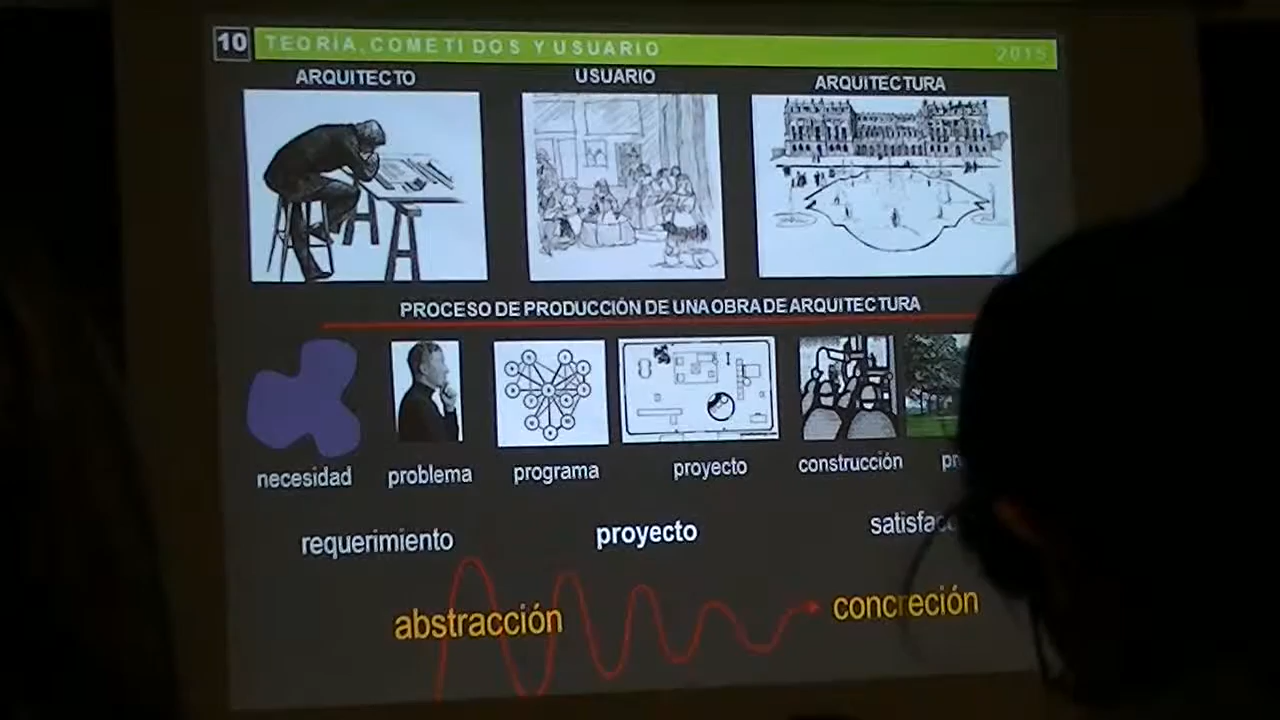 10 TEORÍA, COMETIDOS Y USUARIO 2015
ARQUITECTO USUARIO ARQUITECTURA
PROCESO DE PRODUCCIÓN DE UNA OBRA DE ARQUITECTURA
necesidad problema programa proyecto construcción
requerimiento proyecto
abstracción concreción